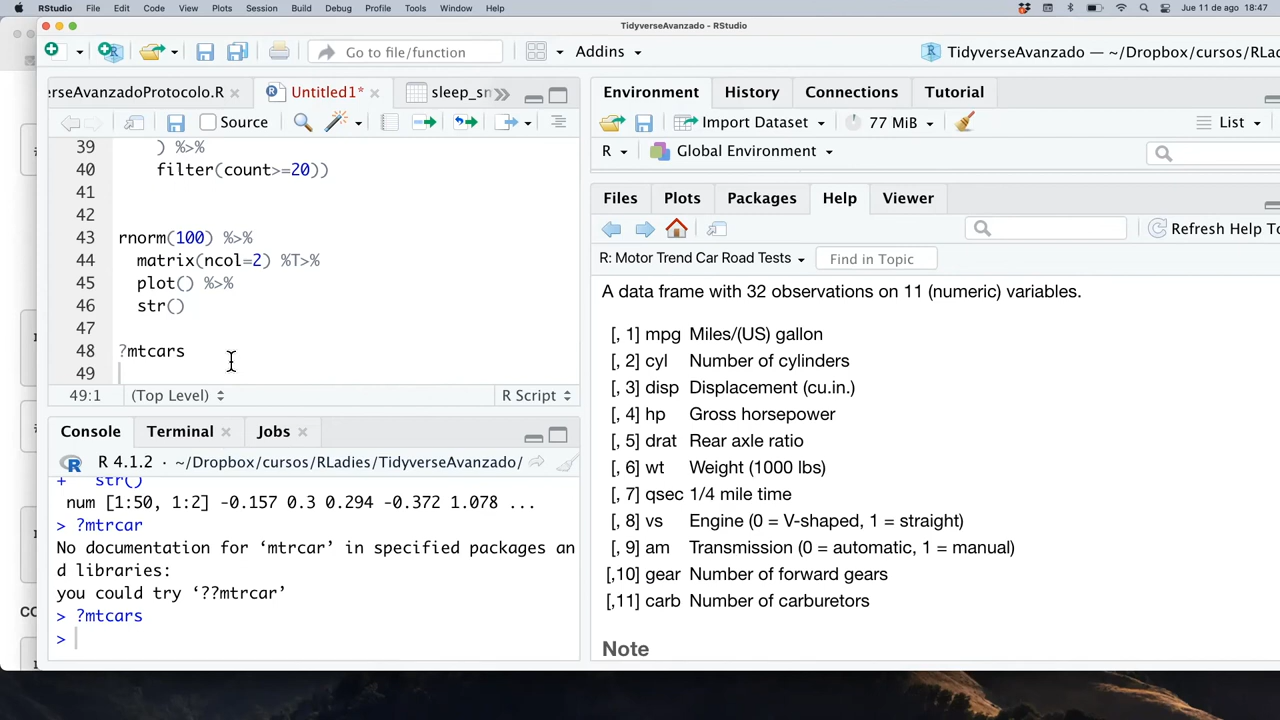 RStudio File Edit Code View Plots Session Build Debug Profile Tools Window Help Jue 11 de ago 18:47
TidyverseAvanzado - RStudio
Go to file/function Addins TidyverseAvanzado — ~/Dropbox/cursos/RLa
erseAvanzadoProtocolo.R Untitled1* sleep_sn
Source
39 ) %>%
40 filter(count>=20))
41
42
43 rnorm(100) %>%
44 matrix(ncol=2) %T>%
45 plot() %>%
46 str()
47
48 ?mtcars
49
49:1 (Top Level) R Script
Console Terminal Jobs
R 4.1.2 · ~/Dropbox/cursos/RLadies/TidyverseAvanzado/
+ str()
num [1:50, 1:2] -0.157 0.3 0.294 -0.372 1.078 ...
> ?mtrcar
No documentation for ‘mtrcar’ in specified packages an
d libraries:
you could try ‘??mtrcar’
> ?mtcars
>
Environment History Connections Tutorial
Import Dataset 77 MiB List
R Global Environment
Files Plots Packages Help Viewer
Refresh Help To
R: Motor Trend Car Road Tests Find in Topic
A data frame with 32 observations on 11 (numeric) variables.
[, 1] mpg Miles/(US) gallon
[, 2] cyl Number of cylinders
[, 3] disp Displacement (cu.in.)
[, 4] hp Gross horsepower
[, 5] drat Rear axle ratio
[, 6] wt Weight (1000 lbs)
[, 7] qsec 1/4 mile time
[, 8] vs Engine (0 = V-shaped, 1 = straight)
[, 9] am Transmission (0 = automatic, 1 = manual)
[,10] gear Number of forward gears
[,11] carb Number of carburetors
Note